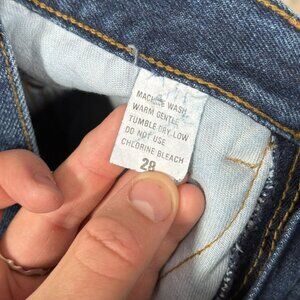 MACHINE WASH
WARM GENTLE
TUMBLE DRY LOW
DO NOT USE
CHLORINE BLEACH
28